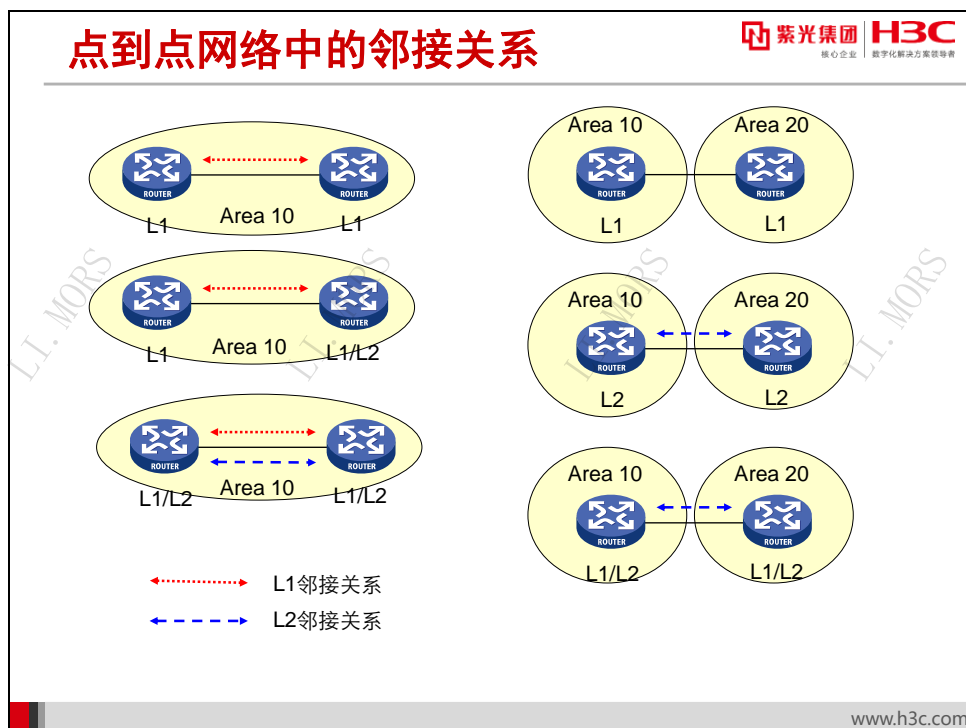 点到点网络中的邻接关系
紫光集团 H3C
核心企业 数字化解决方案领导者
ROUTER ROUTER
L1 Area 10 L1
ROUTER ROUTER
L1 Area 10 L1/L2
ROUTER ROUTER
L1/L2 Area 10 L1/L2
L1邻接关系
L2邻接关系
Area 10 Area 20
ROUTER ROUTER
L1 L1
Area 10 Area 20
ROUTER ROUTER
L2 L2
Area 10 Area 20
ROUTER ROUTER
L1/L2 L1/L2
LI. MORS
LI. MORS
LI. MORS
LI. MORS
www.h3c.com